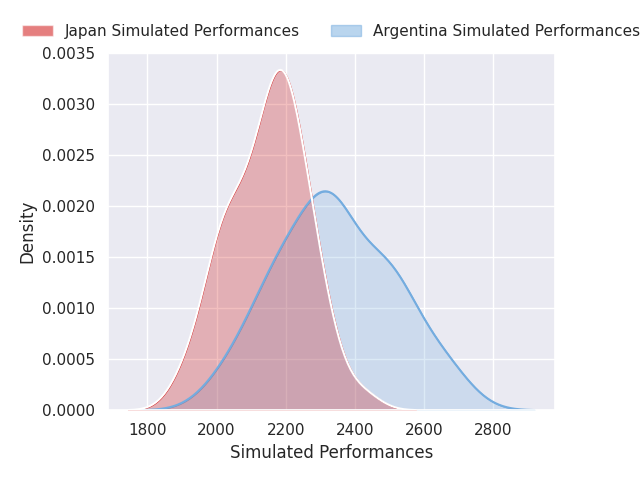 Japan Simulated Performances Argentina Simulated Performances
0.0035
0.0030
0.0025
0.0020
0.0015
0.0010
0.0005
0.0000
Density
1800 2000 2200 2400 2600 2800
Simulated Performances